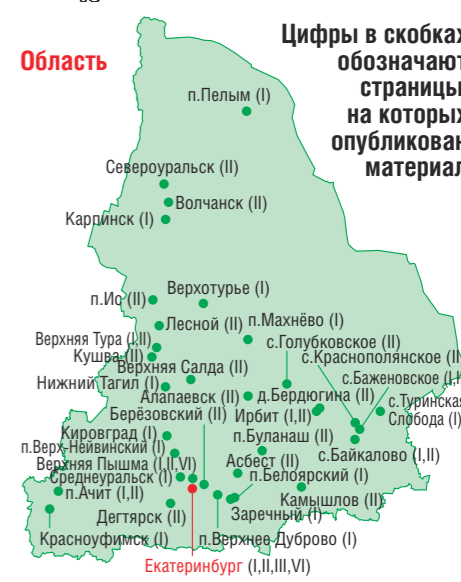 Область
Цифры в скобках
обозначают
страницы
на которых
опубликован
материал
п.Пелым (I)
Североуральск (II)
Волчанск (II)
Карпинск (I)
Верхотурье (I)
п.Ис (II)
Лесной (II)
п.Махнёво (I)
Верхняя Тура (I,II)
с.Голубковское (II)
Кушва (II)
с.Краснополянское (II
Верхняя Салда (II)
Нижний Тагил (I)
с.Баженовское (I,I
Алапаевск (II)
д.Бердюгина (II)
с.Туринская
Слобода (I)
Берёзовский (II)
Ирбит (I,II)
Кировград (I)
п.Буланаш (II)
п.Верх-Нейвинский (I)
с.Байкалово (I,II)
Верхняя Пышма (I,II,VI)
Асбест (II)
Среднеуральск (I)
п.Белоярский (I)
п.Ачит (I,II)
Камышлов (II)
Дегтярск (II)
Заречный (I)
Красноуфимск (I)
п.Верхнее Дуброво (I)
Екатеринбург (I,II,III,VI)